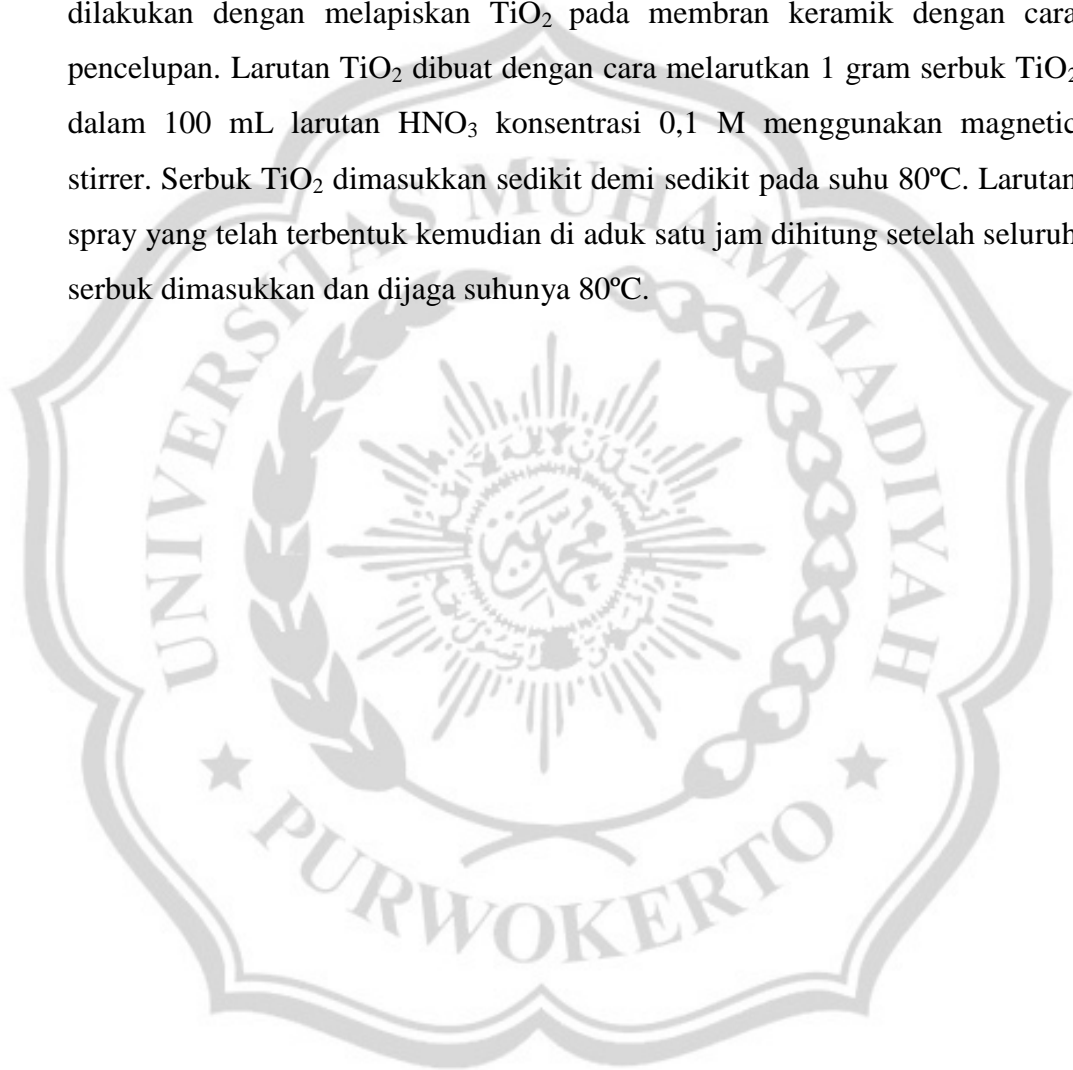 dilakukan dengan melapiskan TiO₂ pada membran keramik dengan cara
pencelupan. Larutan TiO₂ dibuat dengan cara melarutkan 1 gram serbuk TiO₂
dalam 100 mL larutan HNO₃ konsentrasi 0,1 M menggunakan magnetic
stirrer. Serbuk TiO₂ dimasukkan sedikit demi sedikit pada suhu 80ºC. Larutan
spray yang telah terbentuk kemudian di aduk satu jam dihitung setelah seluruh
serbuk dimasukkan dan dijaga suhunya 80ºC.
MUHAMMADIYAH
PURWOKERTO